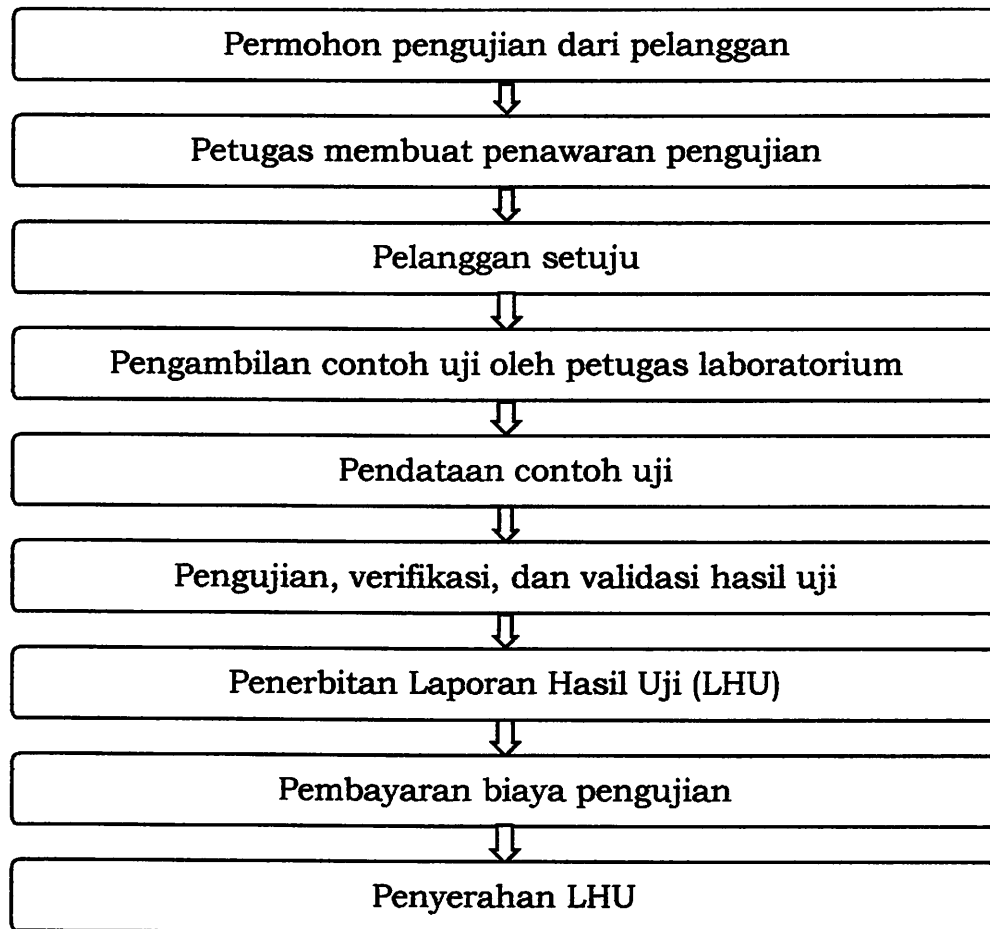 Permohon pengujian dari pelanggan
Petugas membuat penawaran pengujian
Pelanggan setuju
Pengambilan contoh uji oleh petugas laboratorium
Pendataan contoh uji
Pengujian, verifikasi, dan validasi hasil uji
Penerbitan Laporan Hasil Uji (LHU)
Pembayaran biaya pengujian
Penyerahan LHU